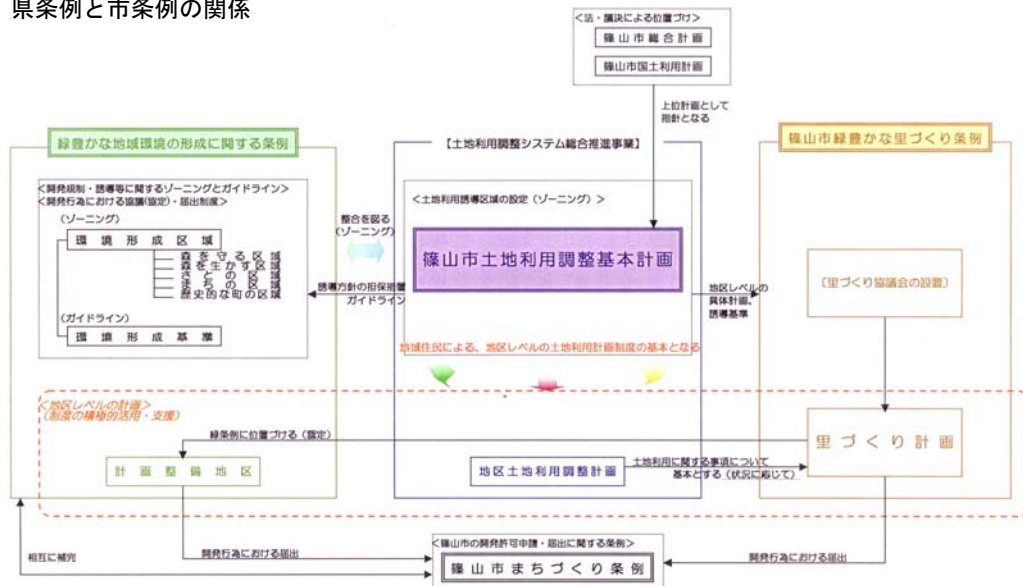 県条例と市条例の関係
<法・議決による位置づけ>
篠山市総合計画
篠山市国土利用計画
上位計画として
指針となる
緑豊かな地域環境の形成に関する条例
【土地利用調整システム総合推進事業】
篠山市緑豊かな里づくり条例
<開発規制・誘導等に関するゾーニングとガイドライン>
<開発行為における協議(協定)・届出制度>
(ゾーニング)
環境形成区域
森を守る区域
森を生かす区域
さとの区域
まちの区域
歴史的な町の区域
(ガイドライン)
環境形成基準
整合を図る
(ゾーニング)
誘導方針の担保措置
ガイドライン
<土地利用誘導区域の設定(ゾーニング)>
篠山市土地利用調整基本計画
地区レベルの
具体計画、
誘導基準
〔里づくり協議会の設置〕
地域住民による、地区レベルの土地利用計画制度の基本となる
<地区レベルの計画>
(制度の積極的活用・支援)
緑条例に位置づける(認定)
計画整備地区
地区土地利用調整計画
土地利用に関する事項について
基本とする(状況に応じて)
里づくり計画
相互に補完
開発行為における届出
<篠山市の開発許可申請・届出に関する条例>
篠山市まちづくり条例
開発行為における届出